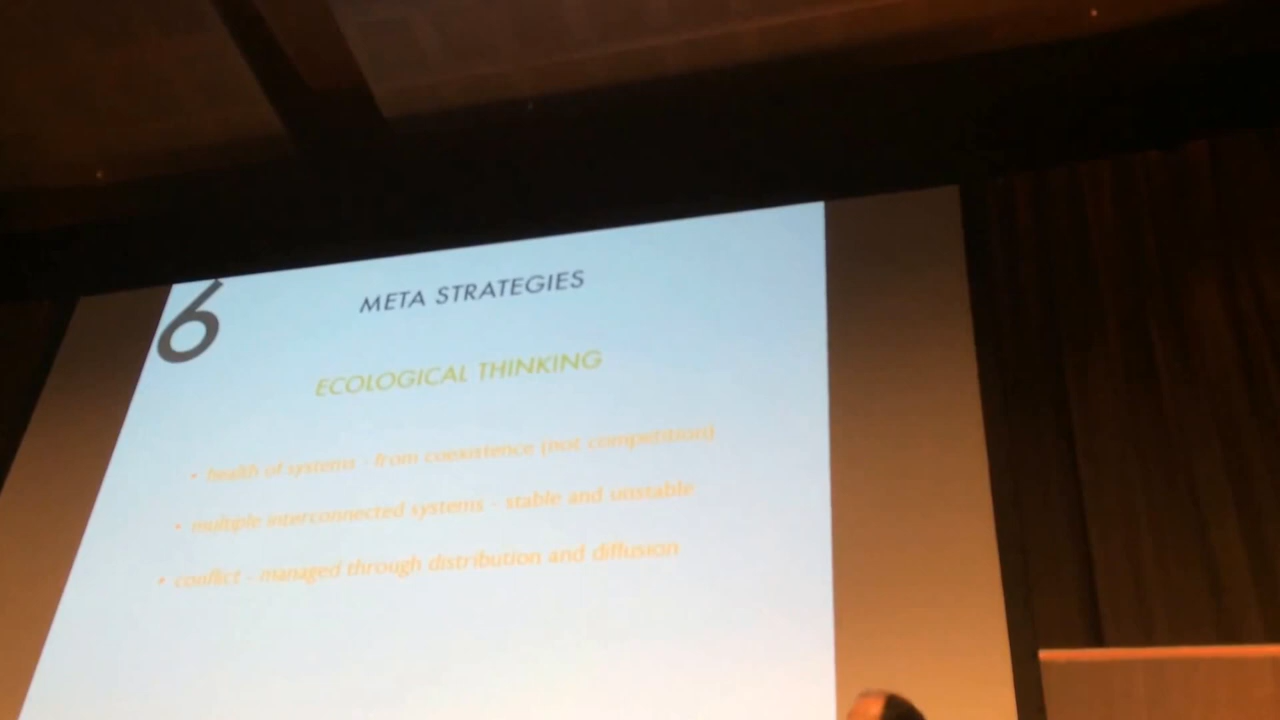 6
META STRATEGIES
ECOLOGICAL THINKING
• health of systems - from coexistence (not competition)
• multiple interconnected systems - stable and unstable
• conflict - managed through distribution and diffusion